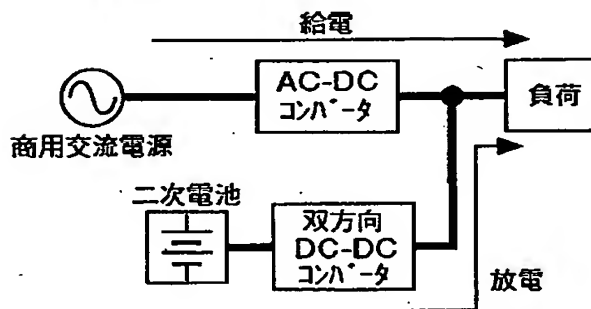 給電
AC-DC
コンバータ
負荷
商用交流電源
二次電池
双方向
DC-DC
コンバータ
放電